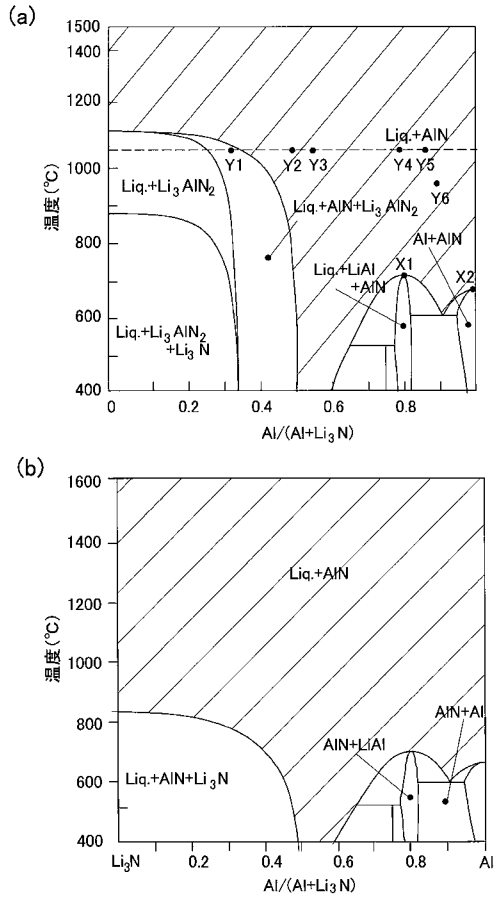 (a)
1500
1400
1200
1100
1000
800
600
400
温度(℃)
Liq.+AlN
Y1
Y2
Y3
Y4
Y5
Y6
Liq.+Li₃AlN₂
Liq.+AlN+Li₃AlN₂
Al+AlN
Liq.+LiAl
+AlN
X1
X2
Liq.+Li₃AlN₂
+Li₃N
0
0.2
0.4
0.6
0.8
Al/(Al+Li₃N)
(b)
1600
1400
1200
1000
800
600
400
温度(℃)
Liq.+AlN
AlN+Al
AlN+LiAl
Liq.+AlN+Li₃N
Li₃N
0.2
0.4
0.6
0.8
Al
Al/(Al+Li₃N)